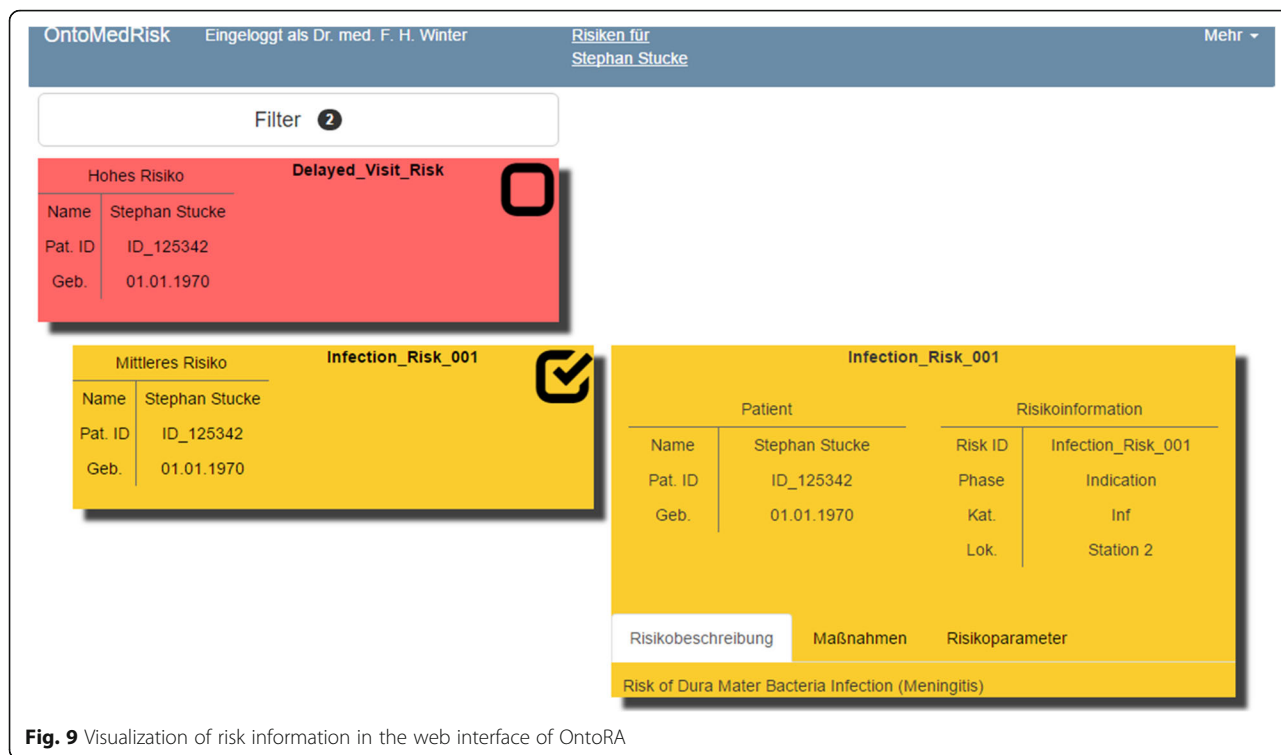 OntoMedRisk Eingeloggt als Dr. med. F. H. Winter Risiken für Mehr
Stephan Stucke
Filter 2
Hohes Risiko Delayed_Visit_Risk
Name Stephan Stucke
Pat. ID ID_125342
Geb. 01.01.1970
Mittleres Risiko Infection_Risk_001
Name Stephan Stucke
Pat. ID ID_125342
Geb. 01.01.1970
Infection_Risk_001
Patient Risikoinformation
Name Stephan Stucke Risk ID Infection_Risk_001
Pat. ID ID_125342 Phase Indication
Geb. 01.01.1970 Kat. Inf
Lok. Station 2
Risikobeschreibung Maßnahmen Risikoparameter
Risk of Dura Mater Bacteria Infection (Meningitis)
Fig. 9 Visualization of risk information in the web interface of OntoRA